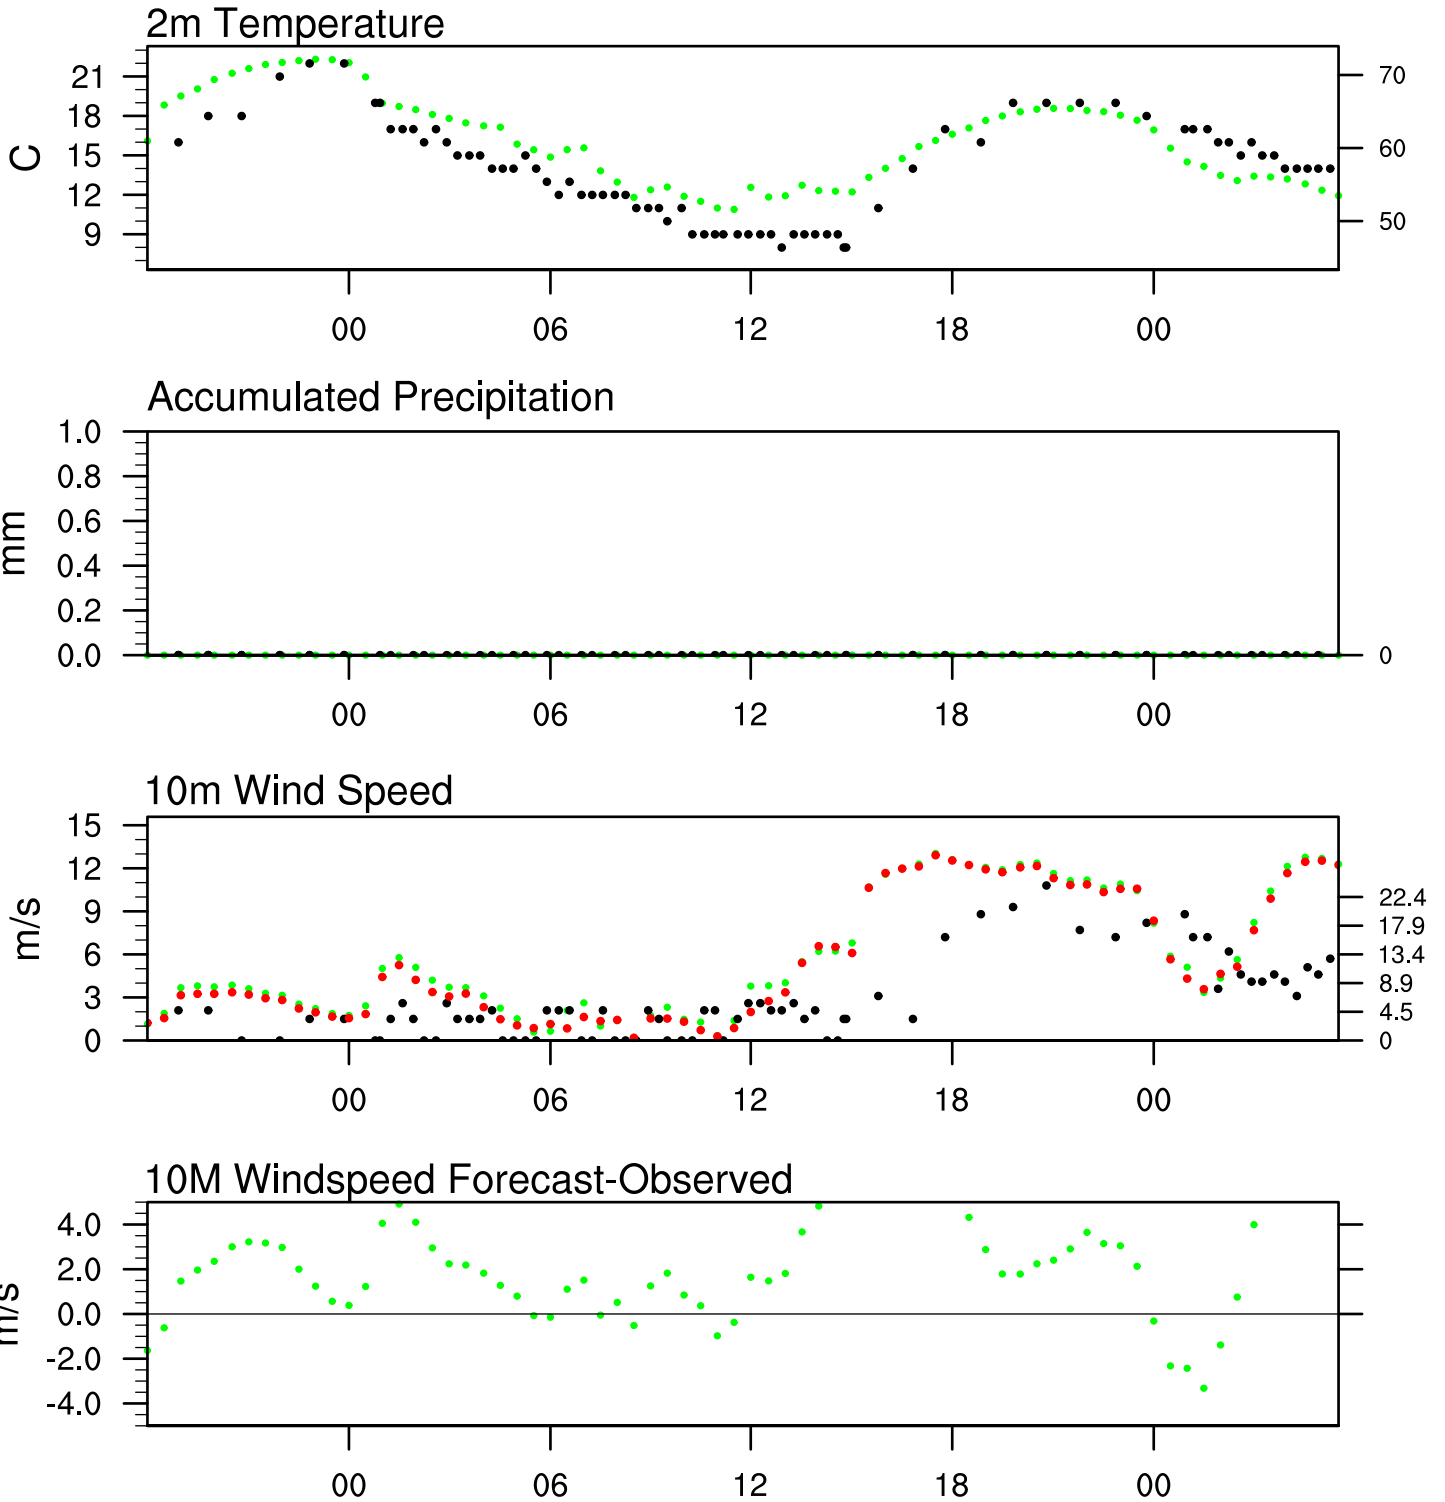 2m Temperature
21
18
15
12
9
C
70
60
50
00 06 12 18 00
Accumulated Precipitation
1.0
0.8
0.6
0.4
0.2
0.0
mm
0
00 06 12 18 00
10m Wind Speed
15
12
9
6
3
0
m/s
22.4
17.9
13.4
8.9
4.5
0
00 06 12 18 00
10M Windspeed Forecast-Observed
4.0
2.0
0.0
-2.0
-4.0
m/s
00 06 12 18 00